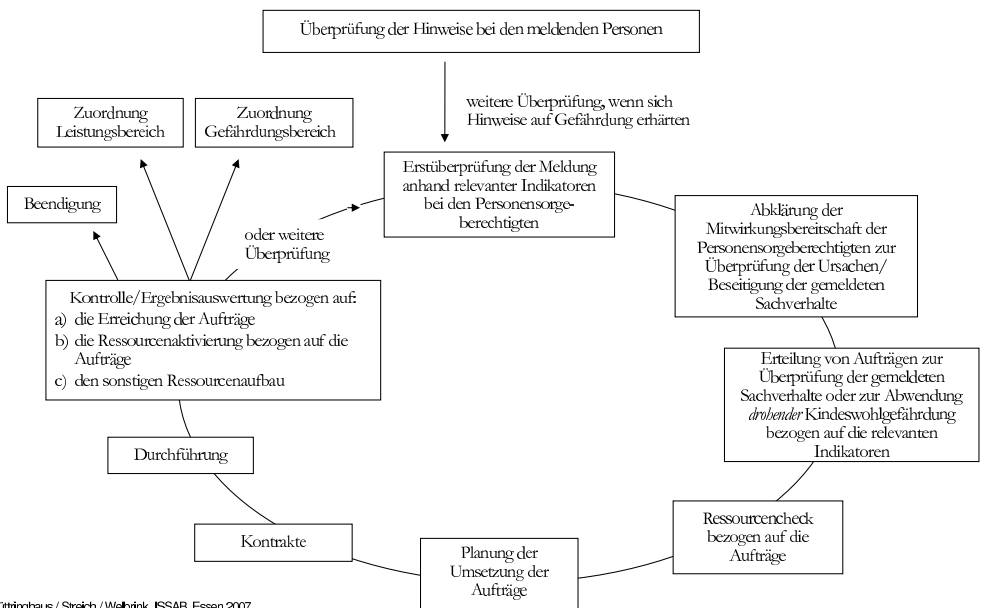 Überprüfung der Hinweise bei den meldenden Personen
weitere Überprüfung, wenn sich
Hinweise auf Gefährdung erhärten
Zuordnung
Leistungsbereich
Zuordnung
Gefährdungsbereich
Beendigung
oder weitere
Überprüfung
Erstüberprüfung der Meldung
anhand relevanter Indikatoren
bei den Personensorge-
berechtigten
Abklärung der
Mitwirkungsbereitschaft der
Personensorgeberechtigten zur
Überprüfung der Ursachen/
Beseitigung der gemeldeten
Sachverhalte
Erteilung von Aufträgen zur
Überprüfung der gemeldeten
Sachverhalte oder zur Abwendung
drohender Kindeswohlgefährdung
bezogen auf die relevanten
Indikatoren
Ressourcencheck
bezogen auf die
Aufträge
Planung der
Umsetzung der
Aufträge
Kontrakte
Durchführung
Kontrolle/Ergebnisauswertung bezogen auf:
a) die Erreichung der Aufträge
b) die Ressourcenaktivierung bezogen auf die
Aufträge
c) den sonstigen Ressourcenaufbau
/ Streich / Welbrink, ISSAB, Essen 2007